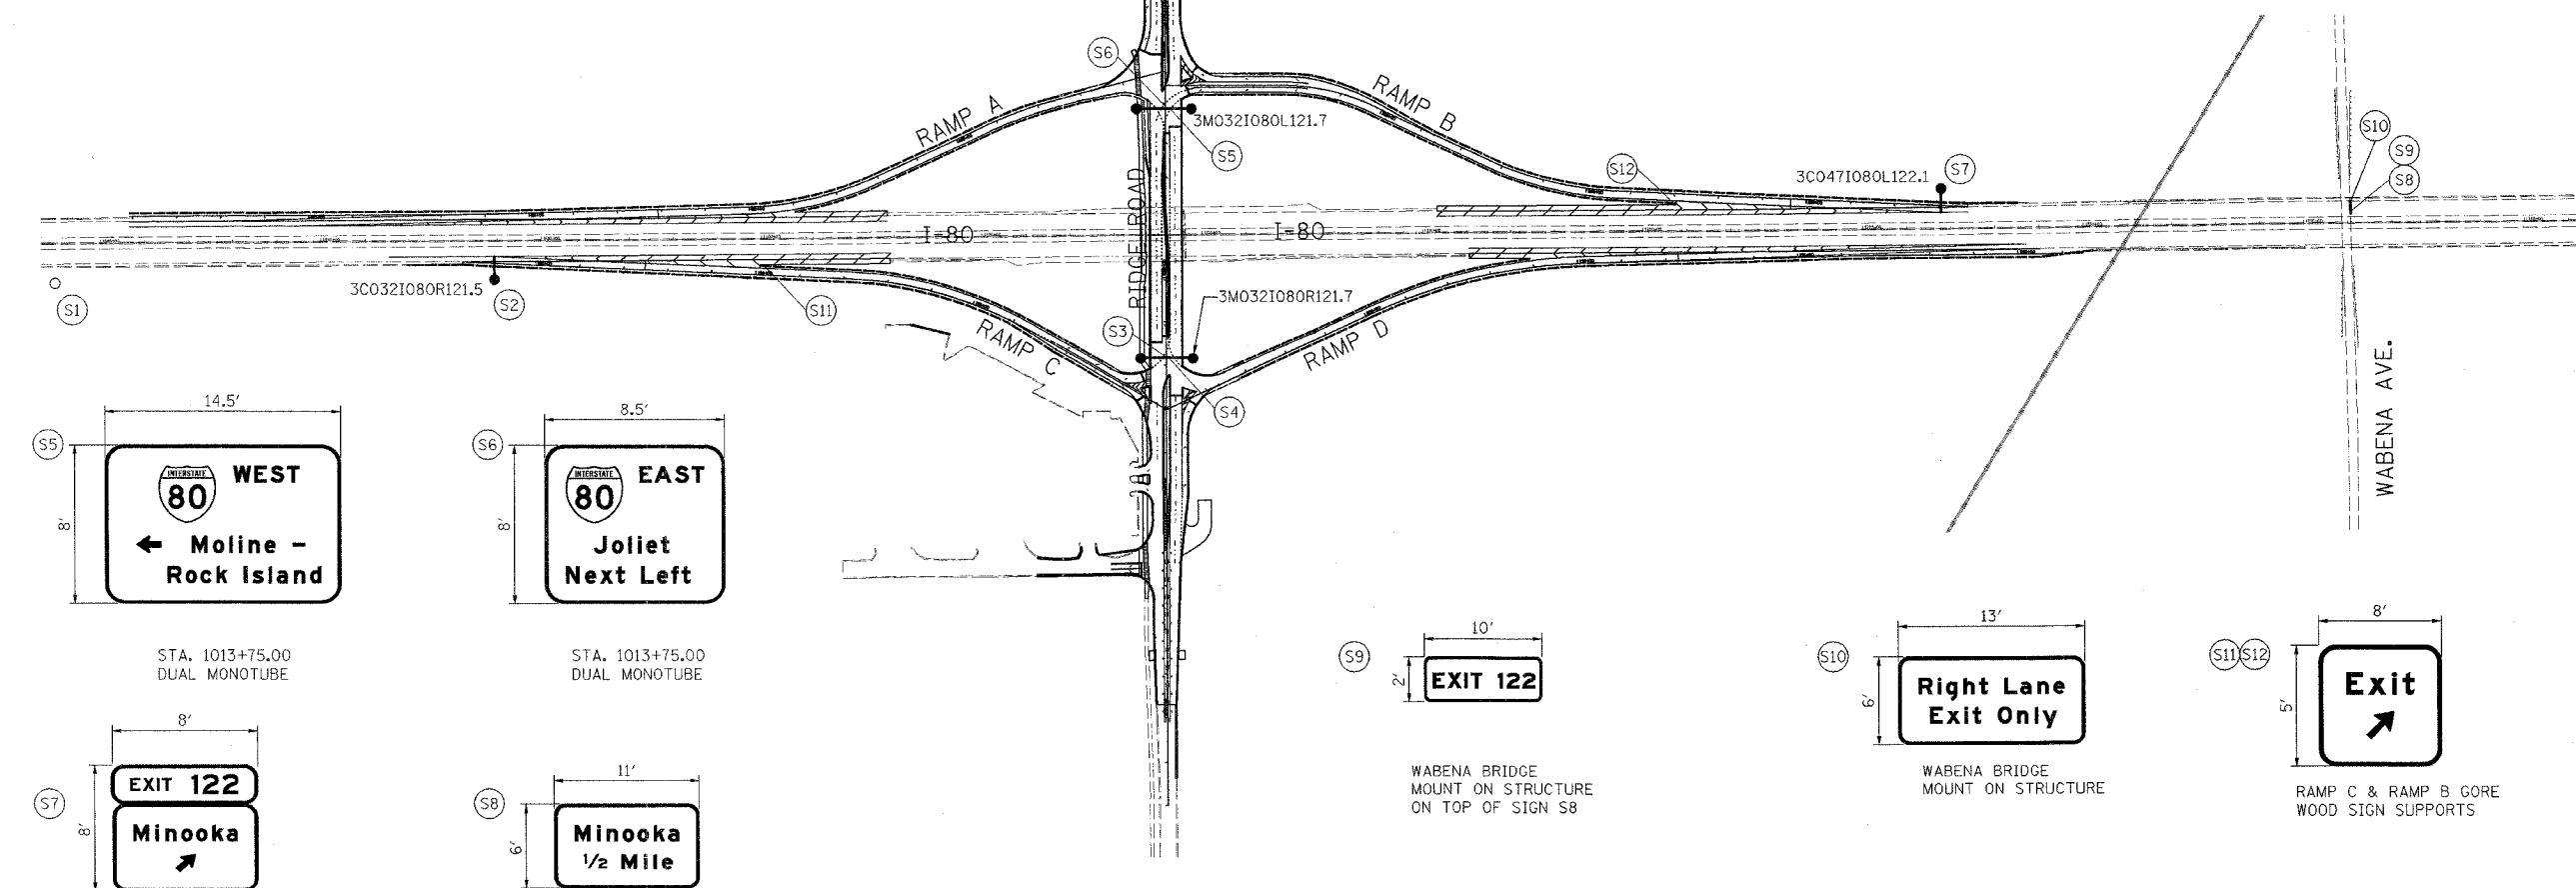 S6
RAMP A
RAMP B
3M032I080L121.7
S10
S5
S9
S12
3C047I080L122.1
S7
S8
RIDGE ROAD
I-80
I-80
3C032I080R121.5
S1
S2
S11
3M032I080R121.7
S3
RAMP C
RAMP D
S4
WABENA AVE.
14.5'
8.5'
S5
8'
INTERSTATE
80
WEST
Moline -
Rock Island
S6
8'
INTERSTATE
80
EAST
Joliet
Next Left
STA. 1013+75.00
DUAL MONOTUBE
STA. 1013+75.00
DUAL MONOTUBE
S9
10'
2'
EXIT 122
WABENA BRIDGE
MOUNT ON STRUCTURE
ON TOP OF SIGN S8
S10
13'
6'
Right Lane
Exit Only
WABENA BRIDGE
MOUNT ON STRUCTURE
S11 S12
8'
5'
Exit
RAMP C & RAMP B GORE
WOOD SIGN SUPPORTS
S7
8'
8'
EXIT 122
Minooka
S8
11'
6'
Minooka
1/2 Mile